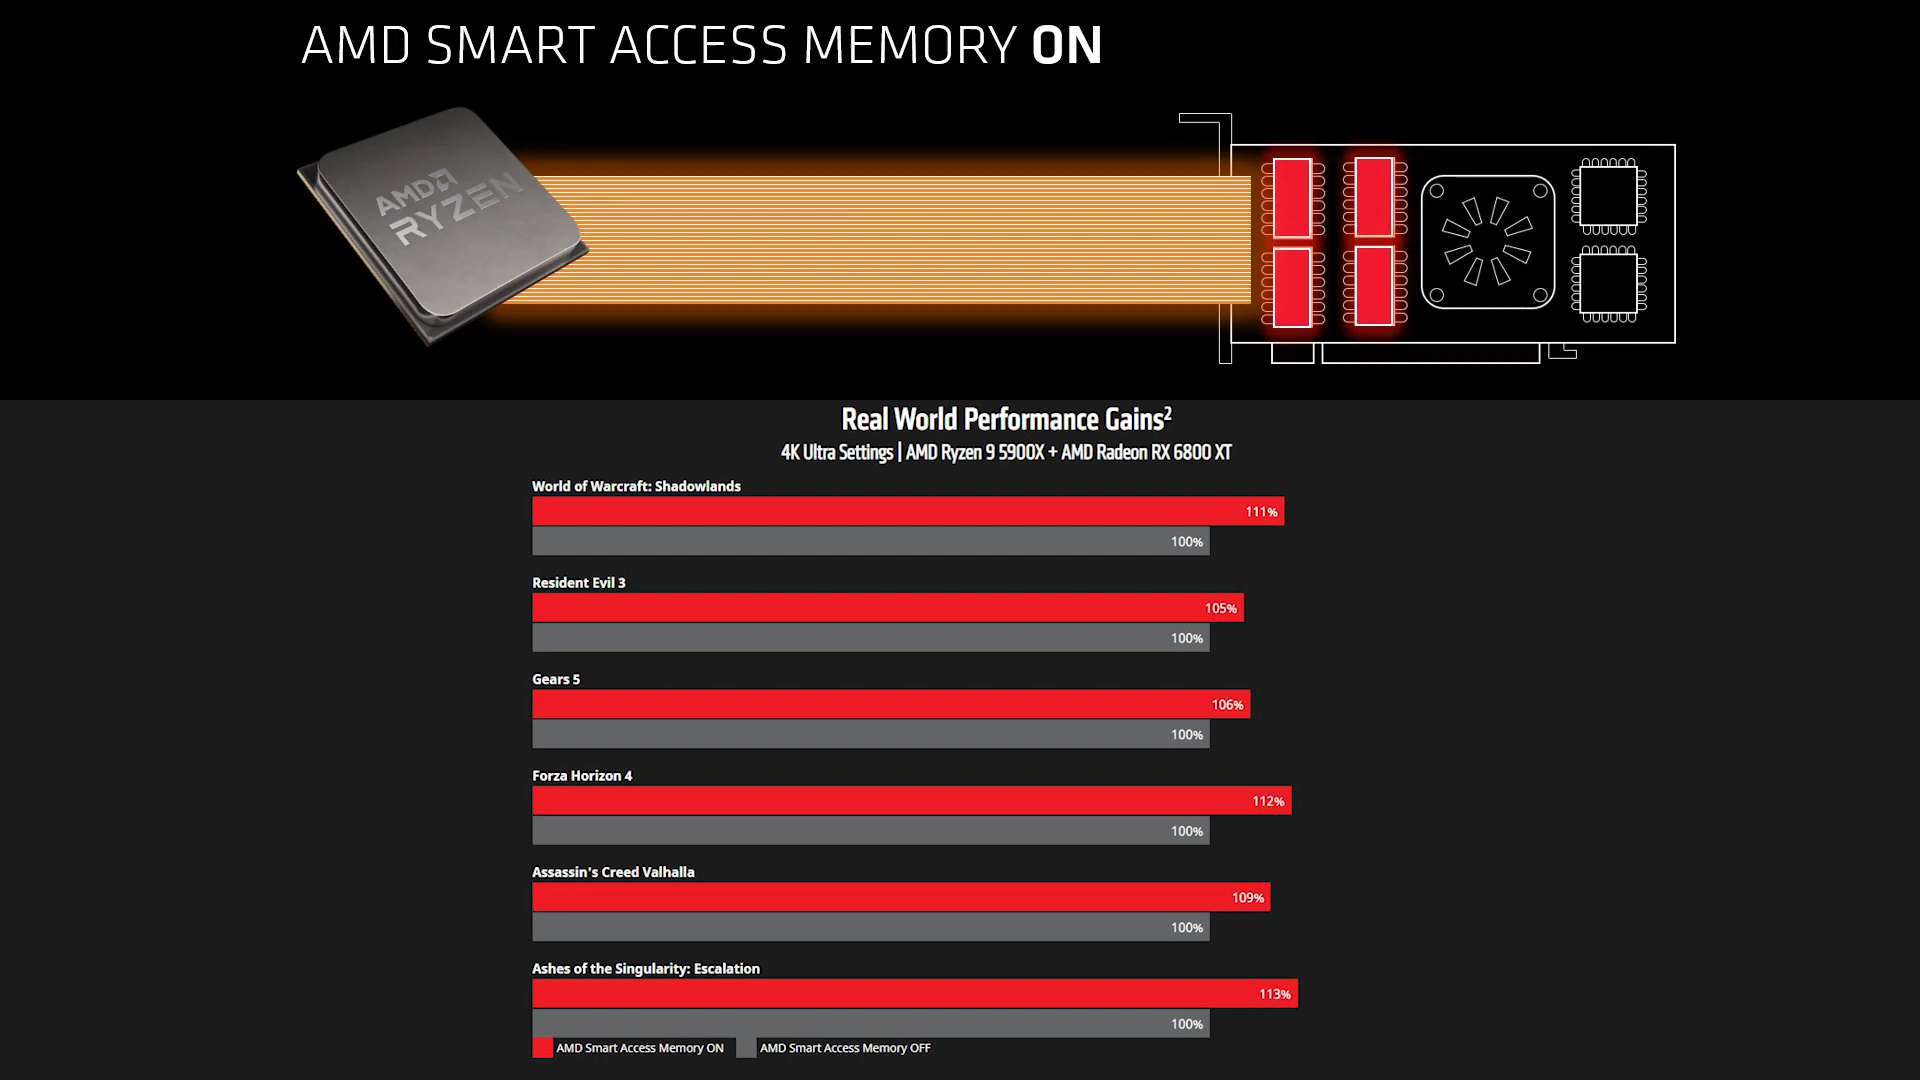 AMD SMART ACCESS MEMORY ON
AMD
RYZEN
Real World Performance Gains²
4K Ultra Settings | AMD Ryzen 9 5900X + AMD Radeon RX 6800 XT
World of Warcraft: Shadowlands
111%
100%
Resident Evil 3
105%
100%
Gears 5
106%
100%
Forza Horizon 4
112%
100%
Assassin's Creed Valhalla
109%
100%
Ashes of the Singularity: Escalation
113%
100%
AMD Smart Access Memory ON AMD Smart Access Memory OFF